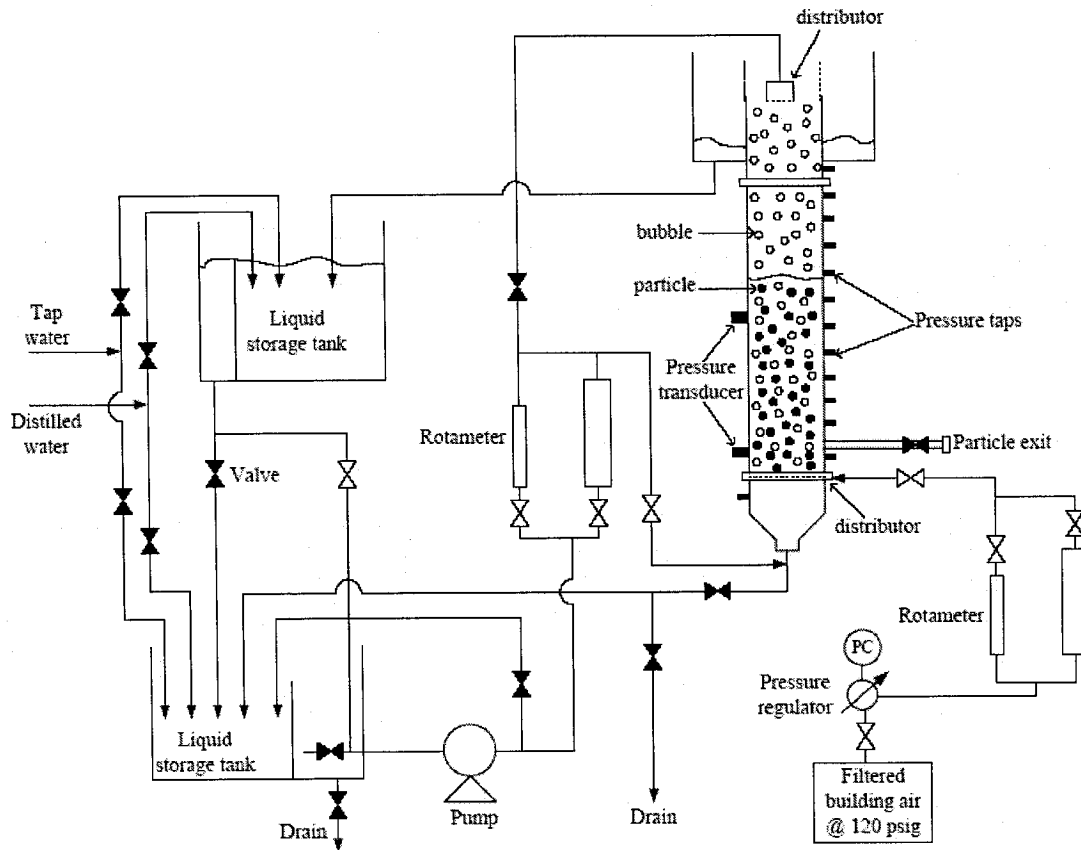 distributor
bubble
particle
Pressure taps
Tap
water
Liquid
storage tank
Pressure
transducer
Distilled
water
Rotameter
Particle exit
Valve
distributor
Rotameter
PC
Pressure
regulator
Liquid
storage tank
Filtered
building air
@ 120 psig
Pump
Drain
Drain